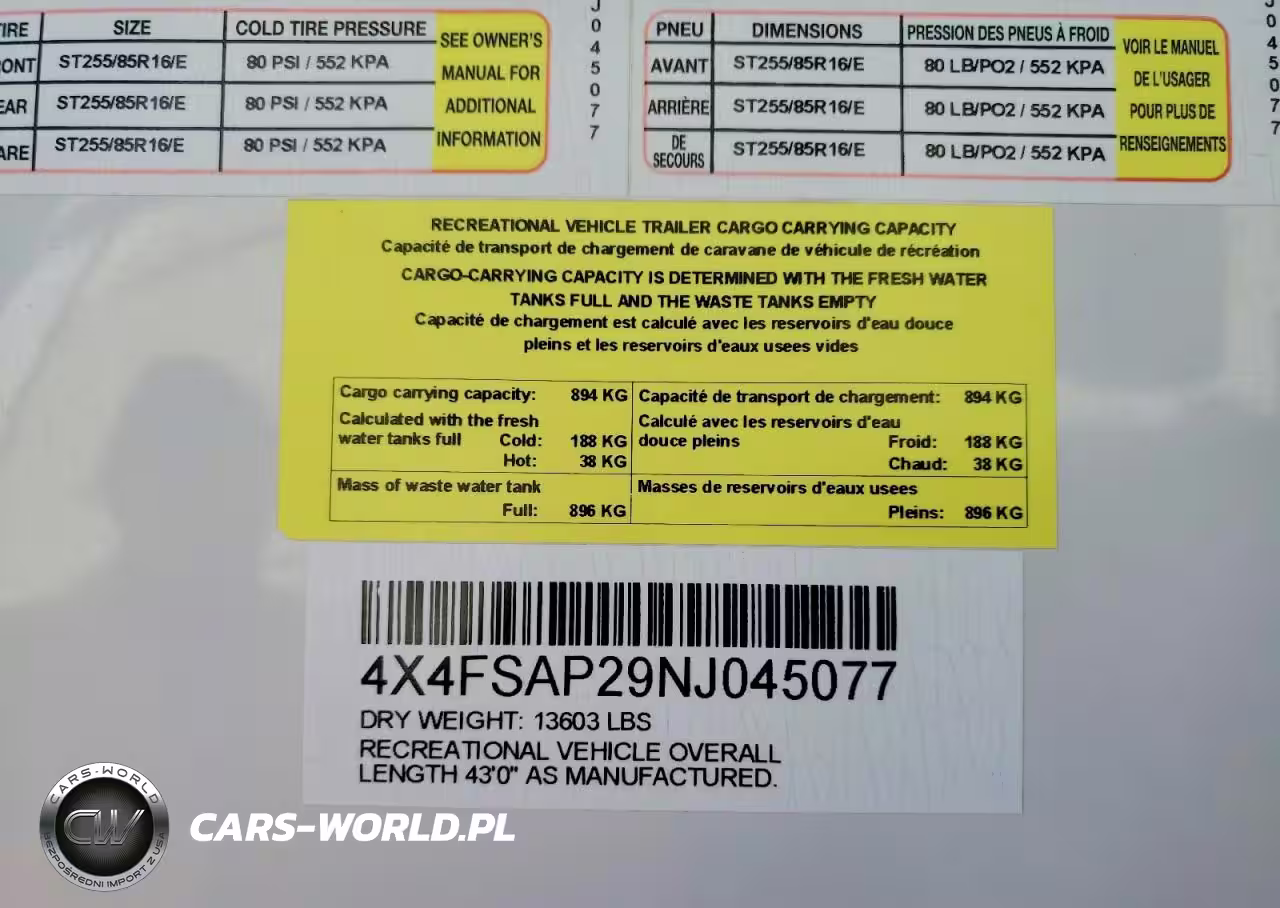 SIZE COLD TIRE PRESSURE SEE OWNER'S
ST255/85R16/E 80 PSI / 552 KPA MANUAL FOR
ST255/85R16/E 80 PSI / 552 KPA ADDITIONAL
ST255/85R16/E 80 PSI / 552 KPA INFORMATION
J045077
PNEU DIMENSIONS PRESSION DES PNEUS À FROID VOIR LE MANUEL
AVANT ST255/85R16/E 80 LB/PO2 / 552 KPA DE L'USAGER
ARRIÈRE ST255/85R16/E 80 LB/PO2 / 552 KPA POUR PLUS DE
DE SECOURS ST255/85R16/E 80 LB/PO2 / 552 KPA RENSEIGNEMENTS
J045077
RECREATIONAL VEHICLE TRAILER CARGO CARRYING CAPACITY
Capacité de transport de chargement de caravane de véhicule de récréation
CARGO-CARRYING CAPACITY IS DETERMINED WITH THE FRESH WATER
TANKS FULL AND THE WASTE TANKS EMPTY
Capacité de chargement est calculé avec les reservoirs d'eau douce
pleins et les reservoirs d'eaux usees vides
Cargo carrying capacity: 894 KG Capacité de transport de chargement: 894 KG
Calculated with the fresh Calculé avec les reservoirs d'eau
water tanks full Cold: 188 KG douce pleins Froid: 188 KG
Hot: 38 KG Chaud: 38 KG
Mass of waste water tank Masses de reservoirs d'eaux usees
Full: 896 KG Pleins: 896 KG
4X4FSAP29NJ045077
DRY WEIGHT: 13603 LBS
RECREATIONAL VEHICLE OVERALL
LENGTH 43'0" AS MANUFACTURED.
CARS-WORLD
CW
BEZPOŚREDNI IMPORT Z USA
CARS-WORLD.PL